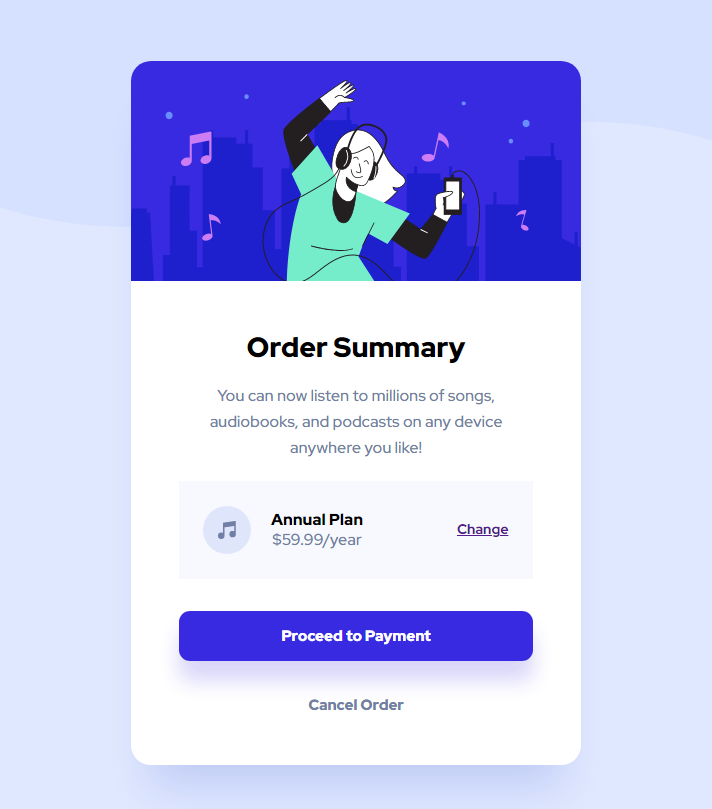 Order Summary
You can now listen to millions of songs,
audiobooks, and podcasts on any device
anywhere you like!
Annual Plan
$59.99/year
Change
Proceed to Payment
Cancel Order